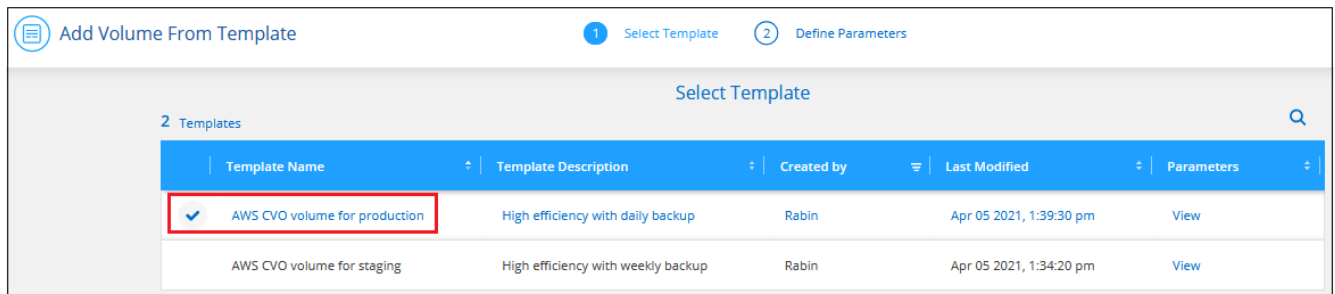 Add Volume From Template
1 Select Template 2 Define Parameters
Select Template
2 Templates
Template Name Template Description Created by Last Modified Parameters
AWS CVO volume for production High efficiency with daily backup Rabin Apr 05 2021, 1:39:30 pm View
AWS CVO volume for staging High efficiency with weekly backup Rabin Apr 05 2021, 1:34:20 pm View